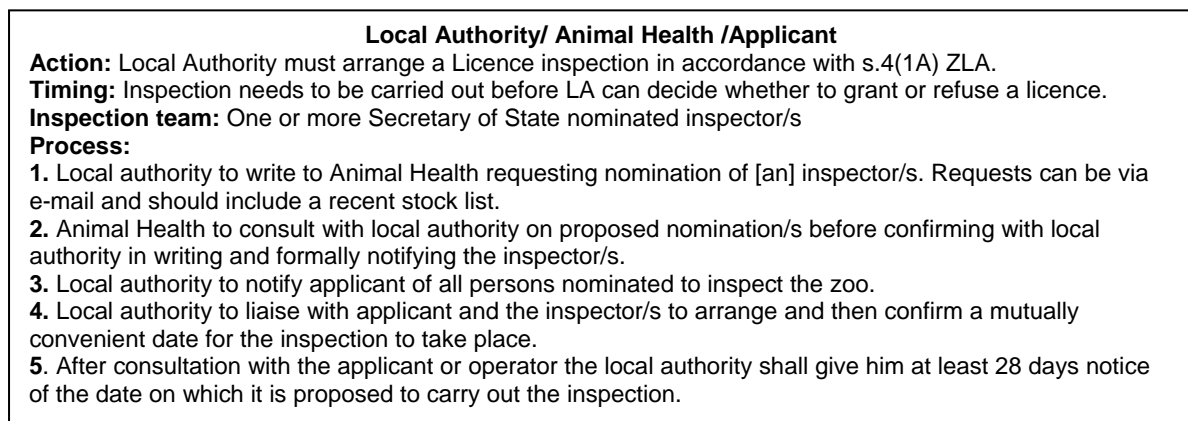 Local Authority/ Animal Health /Applicant
Action: Local Authority must arrange a Licence inspection in accordance with s.4(1A) ZLA.
Timing: Inspection needs to be carried out before LA can decide whether to grant or refuse a licence.
Inspection team: One or more Secretary of State nominated inspector/s
Process:
1. Local authority to write to Animal Health requesting nomination of [an] inspector/s. Requests can be via
e-mail and should include a recent stock list.
2. Animal Health to consult with local authority on proposed nomination/s before confirming with local
authority in writing and formally notifying the inspector/s.
3. Local authority to notify applicant of all persons nominated to inspect the zoo.
4. Local authority to liaise with applicant and the inspector/s to arrange and then confirm a mutually
convenient date for the inspection to take place.
5. After consultation with the applicant or operator the local authority shall give him at least 28 days notice
of the date on which it is proposed to carry out the inspection.